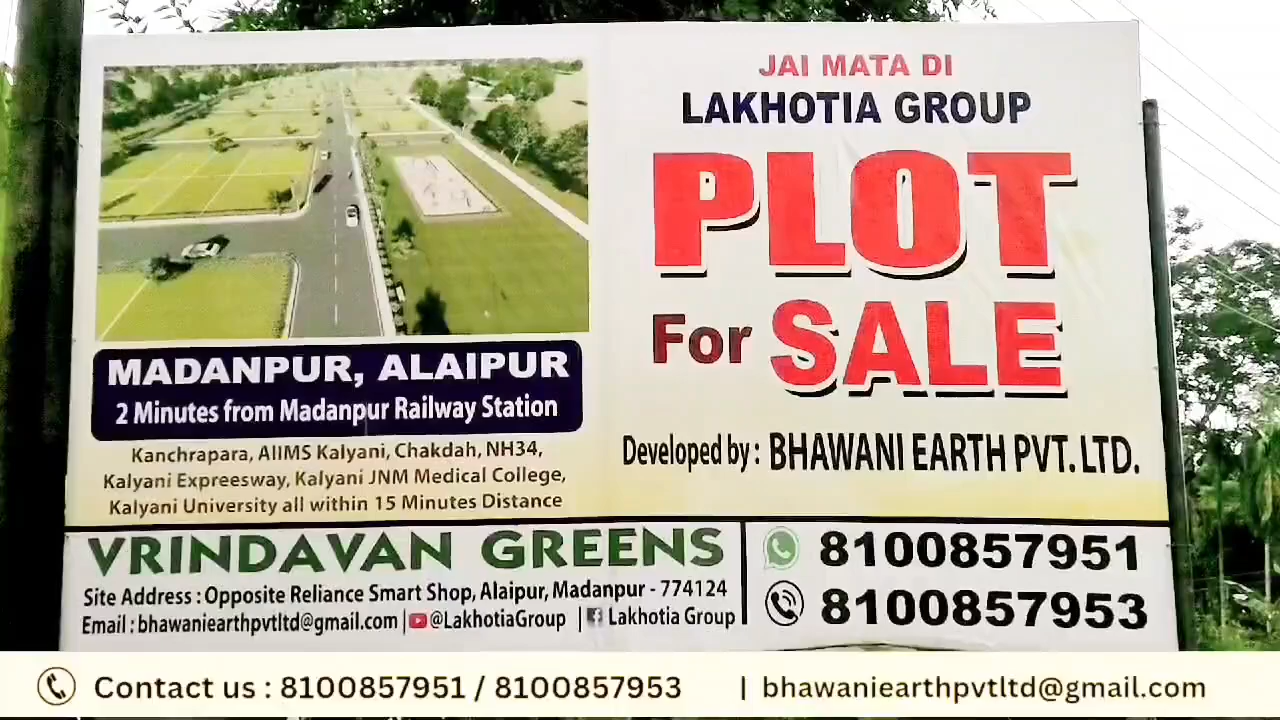 JAI MATA DI
LAKHOTIA GROUP
PLOT
For SALE
Developed by : BHAWANI EARTH PVT. LTD.
MADANPUR, ALAIPUR
2 Minutes from Madanpur Railway Station
Kanchrapara, AIIMS Kalyani, Chakdah, NH34,
Kalyani Expreesway, Kalyani JNM Medical College,
Kalyani University all within 15 Minutes Distance
VRINDAVAN GREENS
Site Address : Opposite Reliance Smart Shop, Alaipur, Madanpur - 774124
Email : bhawaniearthpvtltd@gmail.com | @LakhotiaGroup | Lakhotia Group
8100857951
8100857953
Contact us : 8100857951 / 8100857953 | bhawaniearthpvtltd@gmail.com